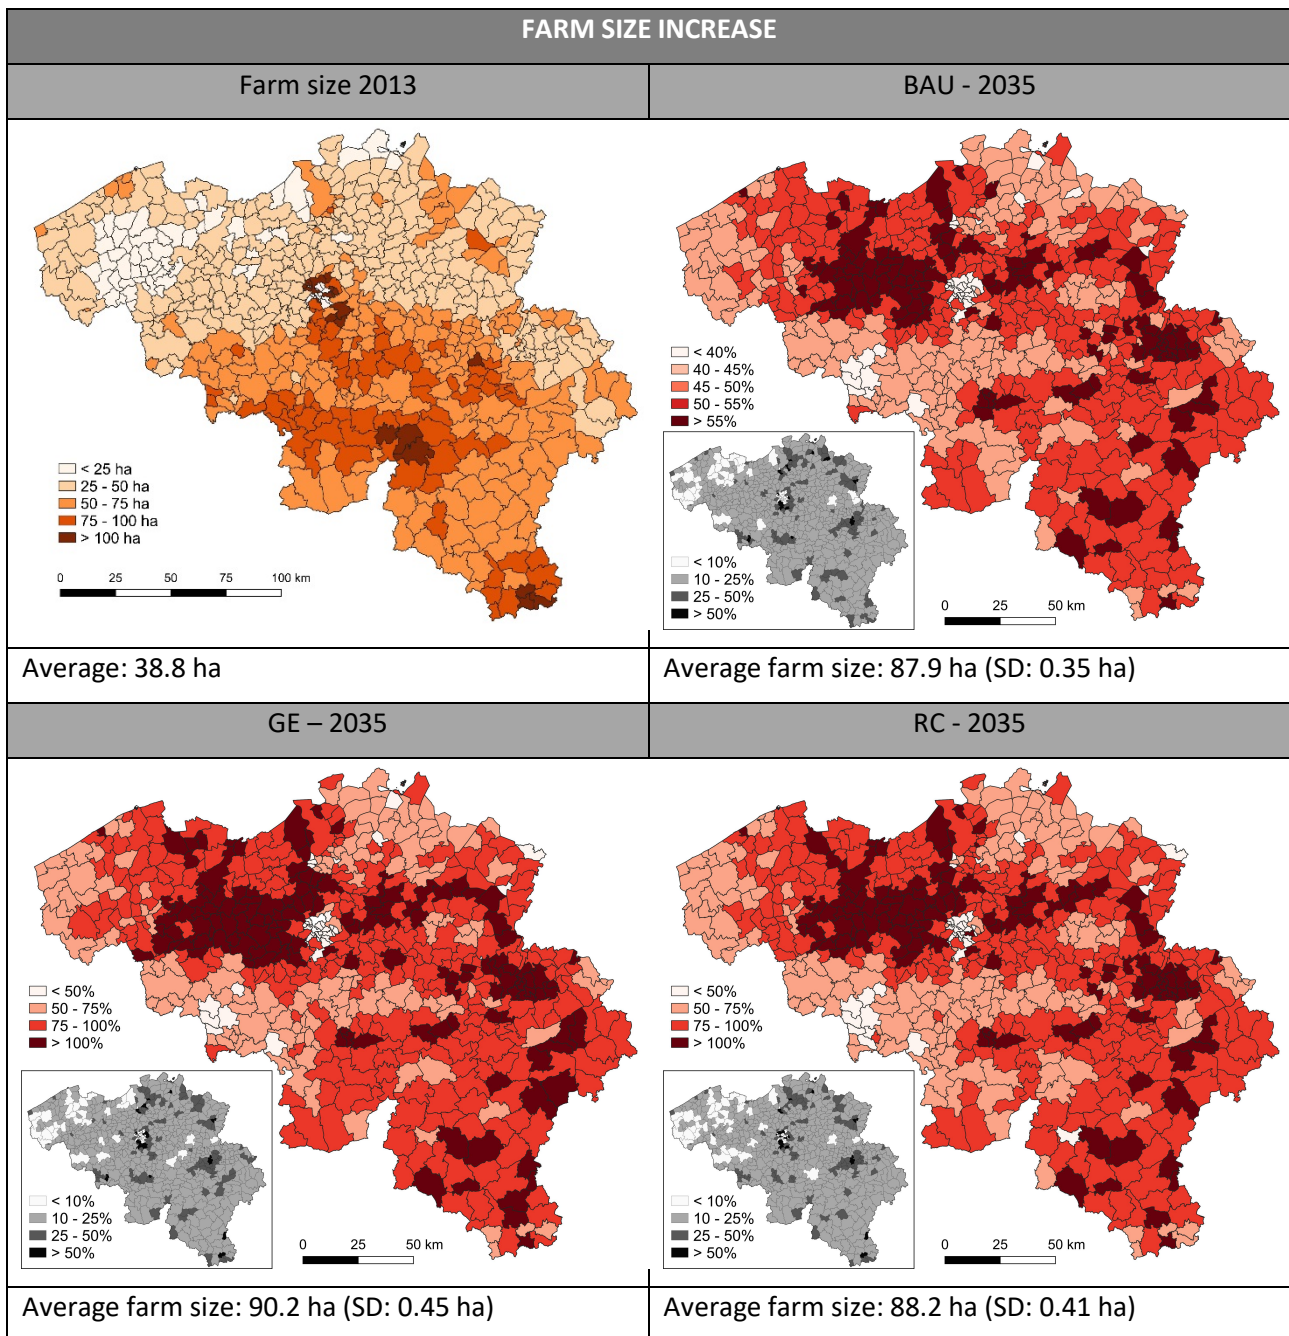 FARM SIZE INCREASE
Farm size 2013
BAU - 2035
< 25 ha
25 - 50 ha
50 - 75 ha
75 - 100 ha
> 100 ha
0 25 50 75 100 km
< 40%
40 - 45%
45 - 50%
50 - 55%
> 55%
< 10%
10 - 25%
25 - 50%
> 50%
0 25 50 km
Average: 38.8 ha
Average farm size: 87.9 ha (SD: 0.35 ha)
GE – 2035
RC - 2035
< 50%
50 - 75%
75 - 100%
> 100%
< 10%
10 - 25%
25 - 50%
> 50%
0 25 50 km
< 50%
50 - 75%
75 - 100%
> 100%
< 10%
10 - 25%
25 - 50%
> 50%
0 25 50 km
Average farm size: 90.2 ha (SD: 0.45 ha)
Average farm size: 88.2 ha (SD: 0.41 ha)